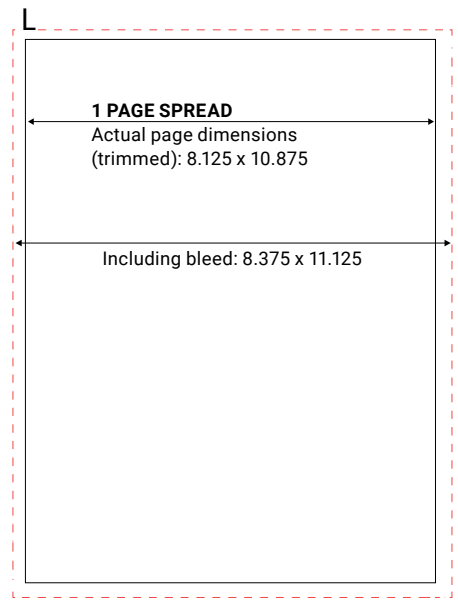 L
1 PAGE SPREAD
Actual page dimensions
(trimmed): 8.125 x 10.875
Including bleed: 8.375 x 11.125